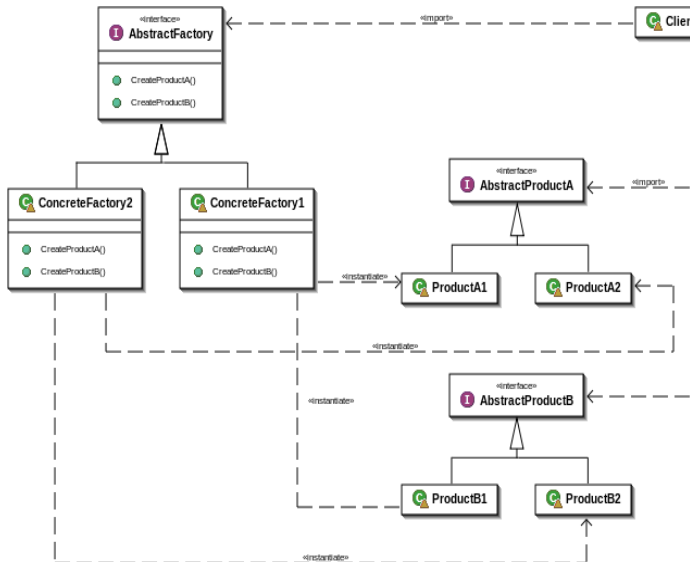 «interface»
I AbstractFactory
CreateProductA()
CreateProductB()
«import»
C Clien
C ConcreteFactory2
CreateProductA()
CreateProductB()
C ConcreteFactory1
CreateProductA()
CreateProductB()
«interface»
I AbstractProductA
«import»
«instantiate»
C ProductA1
C ProductA2
«instantiate»
«interface»
I AbstractProductB
«instantiate»
C ProductB1
C ProductB2
«instantiate»